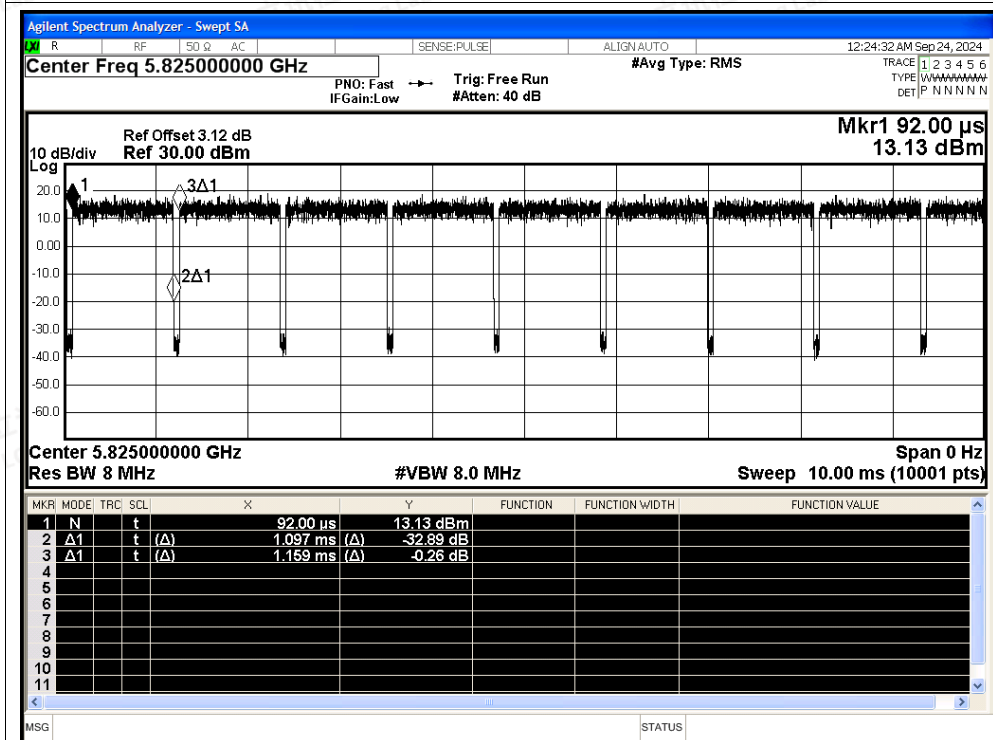 Agilent Spectrum Analyzer - Swept SA
LXI R RF 50 Ω AC SENSE:PULSE ALIGN AUTO 12:24:32 AM Sep 24, 2024
Center Freq 5.825000000 GHz #Avg Type: RMS TRACE 1 2 3 4 5 6
PNO: Fast Trig: Free Run TYPE WWWWWW
IFGain:Low #Atten: 40 dB DET P N N N N N
Mkr1 92.00 µs
Ref Offset 3.12 dB
10 dB/div Ref 30.00 dBm 13.13 dBm
Log
1 3Δ1
20.0
10.0
0.00
2Δ1
-10.0
-20.0
-30.0
-40.0
-50.0
-60.0
Center 5.825000000 GHz Span 0 Hz
Res BW 8 MHz #VBW 8.0 MHz Sweep 10.00 ms (10001 pts)
MKR MODE TRC SCL X Y FUNCTION FUNCTION WIDTH FUNCTION VALUE
1 N t 92.00 µs 13.13 dBm
2 Δ1 t (Δ) 1.097 ms (Δ) -32.89 dB
3 Δ1 t (Δ) 1.159 ms (Δ) -0.26 dB
4
5
6
7
8
9
10
11
MSG STATUS